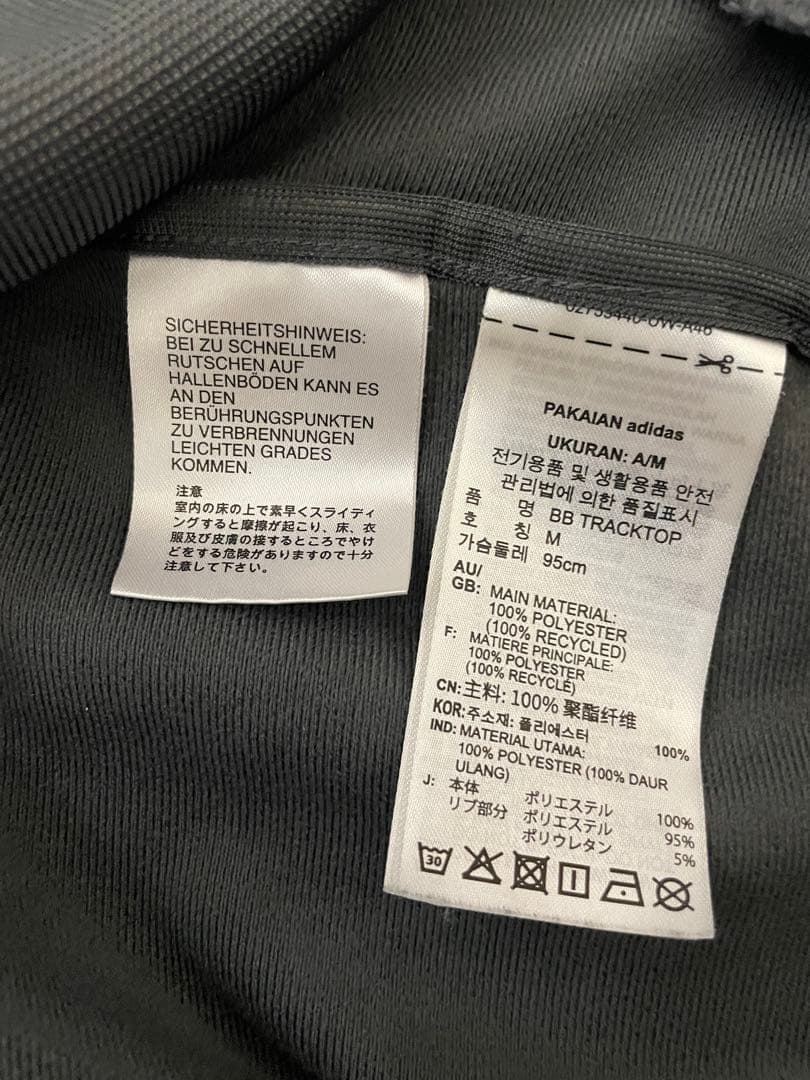 SICHERHEITSHINWEIS:
BEI ZU SCHNELLEM
RUTSCHEN AUF
HALLENBÖDEN KANN ES
AN DEN
BERÜHRUNGSPUNKTEN
ZU VERBRENNUNGEN
LEICHTEN GRADES
KOMMEN.
注意
室内の床の上で素早くスライディ
ングすると摩擦が起こり、床、衣
服及び皮膚の接するところでやけ
どをする危険がありますので十分
注意して下さい。
PAKAIAN adidas
UKURAN: A/M
전기용품 및 생활용품 안전
관리법에 의한 품질표시
품 명 BB TRACKTOP
호 칭 M
가슴둘레 95cm
AU/
GB: MAIN MATERIAL:
100% POLYESTER
(100% RECYCLED)
F: MATIERE PRINCIPALE:
100% POLYESTER
(100% RECYCLÉ)
CN: 主料: 100% 聚酯纤维
KOR: 주소재: 폴리에스터 100%
IND: MATERIAL UTAMA:
100% POLYESTER (100% DAUR
ULANG)
J: 本体 ポリエステル 100%
リブ部分 ポリエステル 95%
ポリウレタン 5%
30